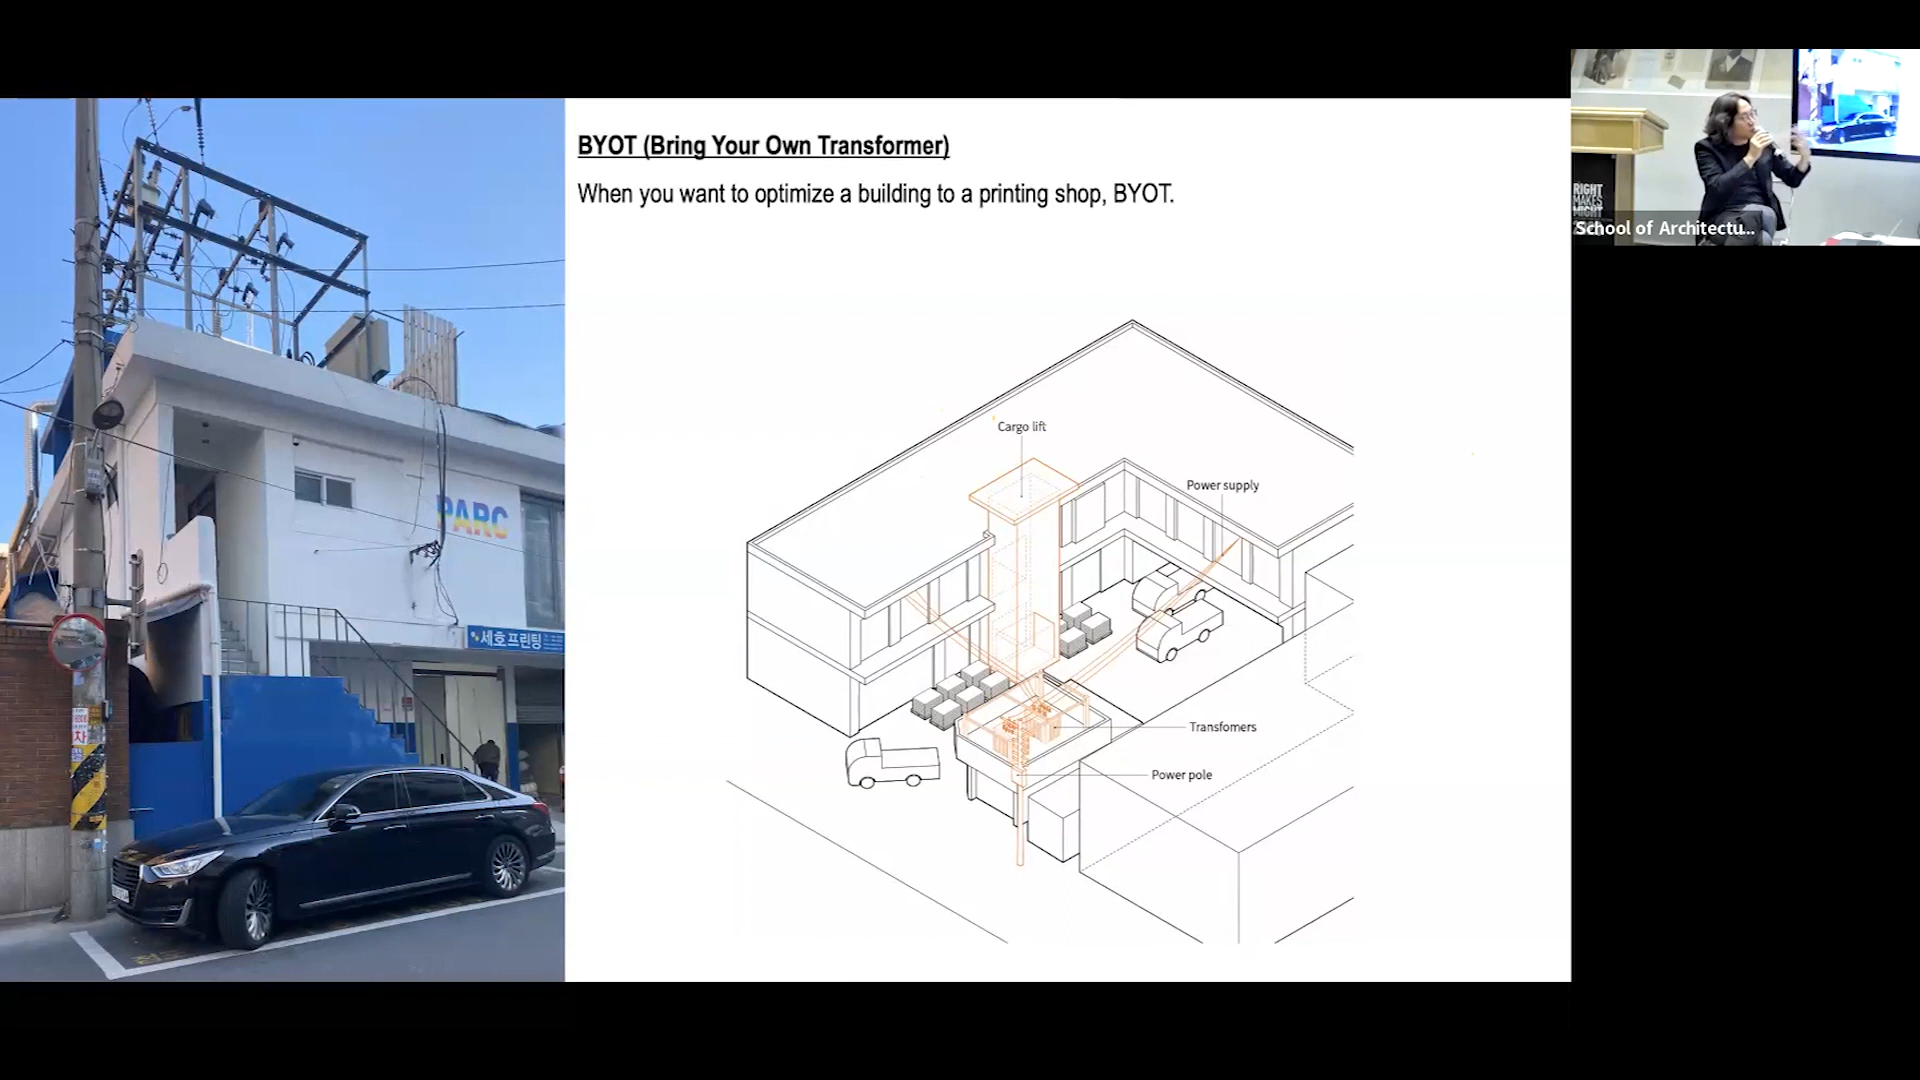 BYOT (Bring Your Own Transformer)
When you want to optimize a building to a printing shop, BYOT.
Cargo lift
Power supply
Transfomers
Power pole
PARC
세호프린팅
RIGHT
MAKES
MIGHT
School of Architectu...